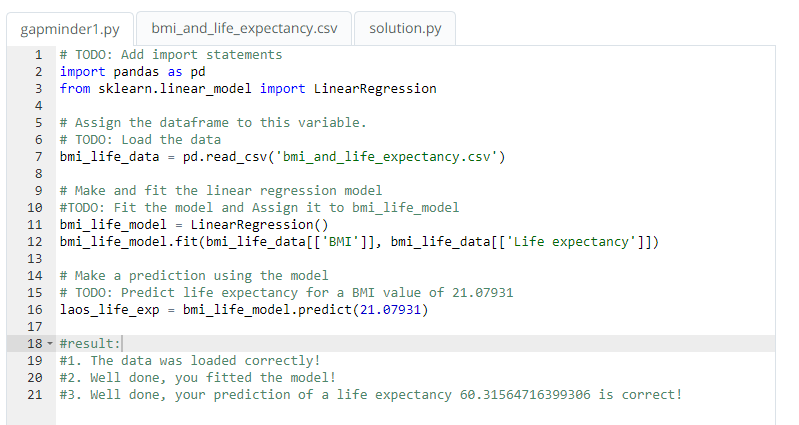 gapminder1.py bmi_and_life_expectancy.csv solution.py
1 # TODO: Add import statements
2 import pandas as pd
3 from sklearn.linear_model import LinearRegression
4
5 # Assign the dataframe to this variable.
6 # TODO: Load the data
7 bmi_life_data = pd.read_csv('bmi_and_life_expectancy.csv')
8
9 # Make and fit the linear regression model
10 #TODO: Fit the model and Assign it to bmi_life_model
11 bmi_life_model = LinearRegression()
12 bmi_life_model.fit(bmi_life_data[['BMI']], bmi_life_data[['Life expectancy']])
13
14 # Make a prediction using the model
15 # TODO: Predict life expectancy for a BMI value of 21.07931
16 laos_life_exp = bmi_life_model.predict(21.07931)
17
18 #result:
19 #1. The data was loaded correctly!
20 #2. Well done, you fitted the model!
21 #3. Well done, your prediction of a life expectancy 60.31564716399306 is correct!